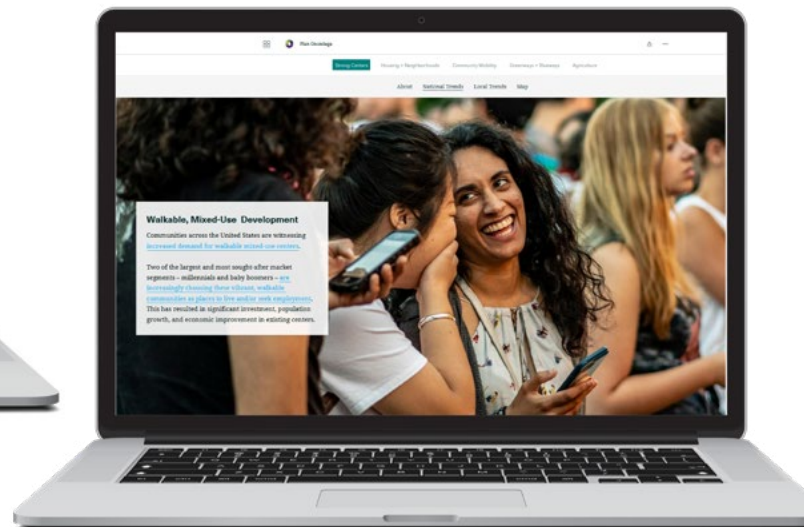 Plan Onondaga
Strong Centers Housing + Neighborhoods Community Mobility Greenways + Blueways Agriculture
About National Trends Local Trends Map
Walkable, Mixed-Use Development
Communities across the United States are witnessing
increased demand for walkable mixed-use centers.
Two of the largest and most sought after market
segments – millennials and baby boomers – are
increasingly choosing these vibrant, walkable
communities as places to live and/or seek employment.
This has resulted in significant investment, population
growth, and economic improvement in existing centers.